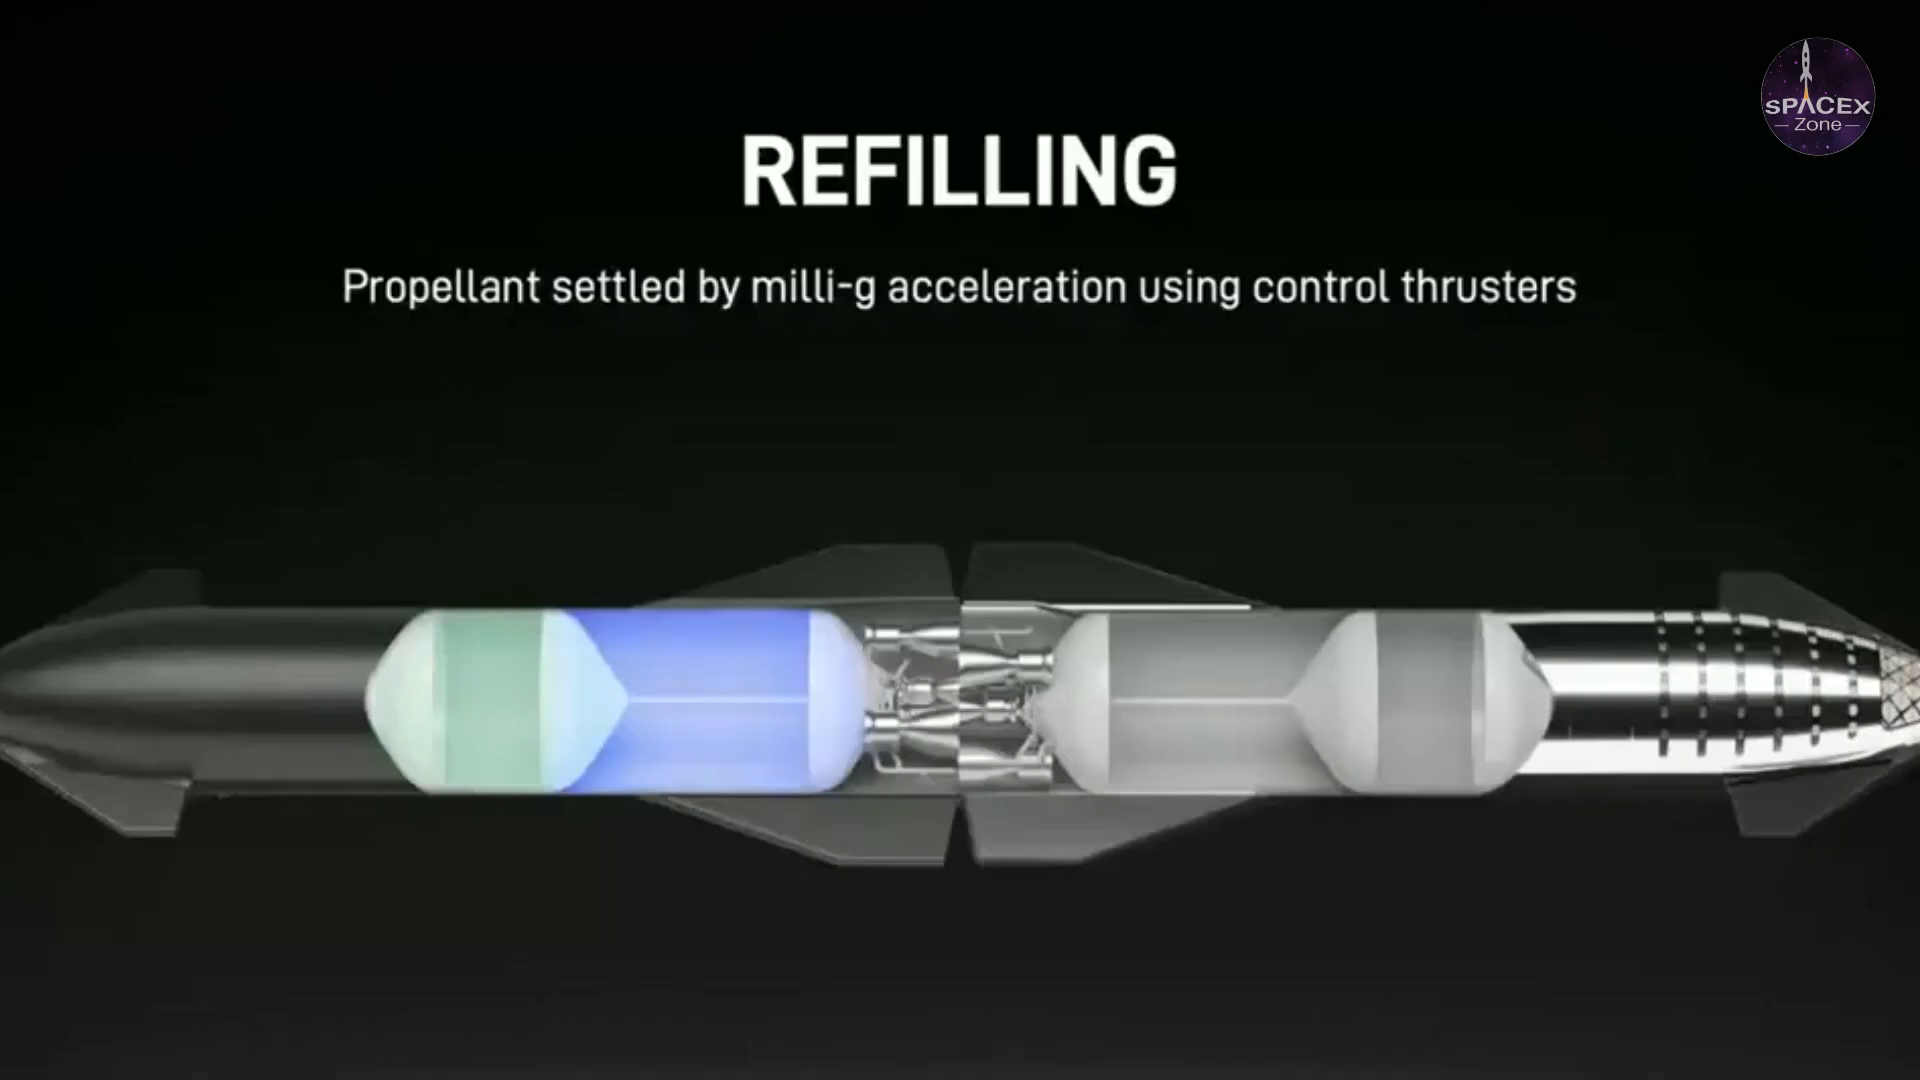 SPACEX
Zone
REFILLING
Propellant settled by milli-g acceleration using control thrusters